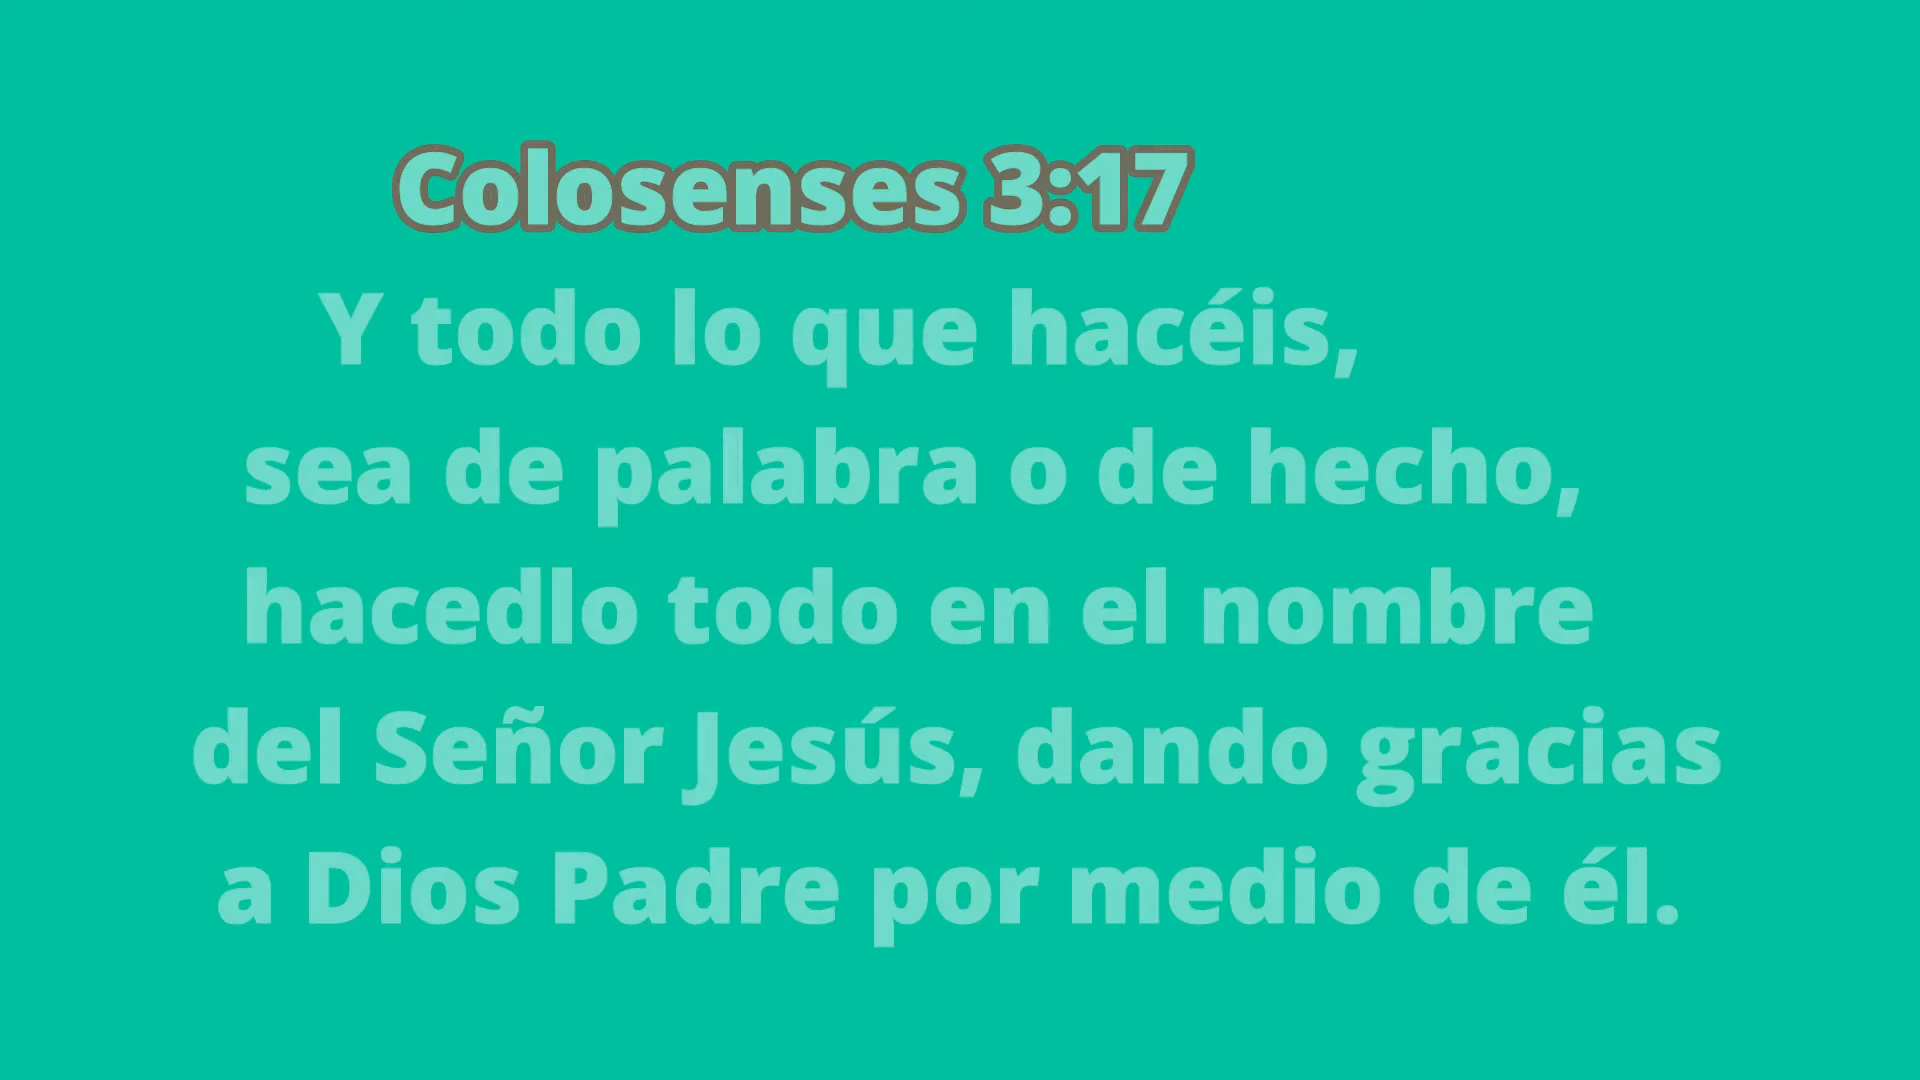 Colosenses 3:17
Y todo lo que hacéis,
sea de palabra o de hecho,
hacedlo todo en el nombre
del Señor Jesús, dando gracias
a Dios Padre por medio de él.